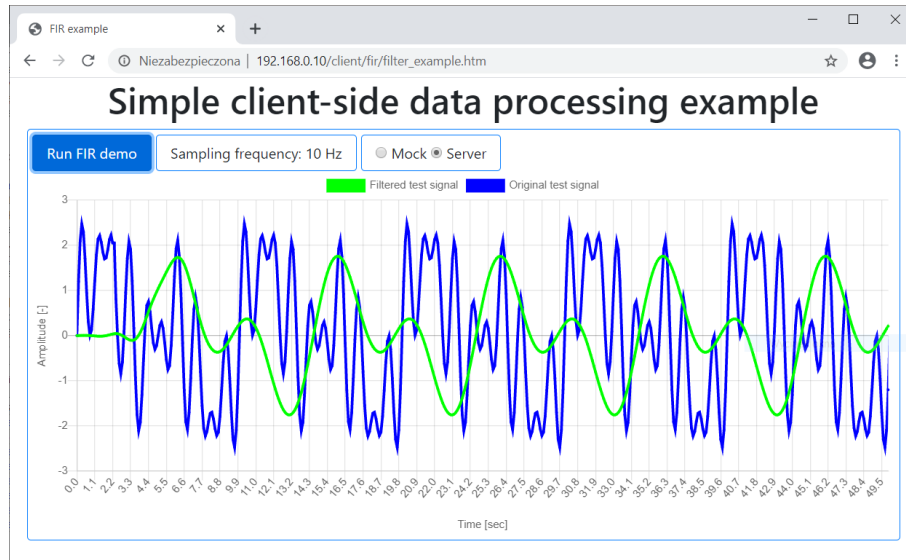 FIR example
Niezabezpieczona | 192.168.0.10/client/fir/filter_example.htm
Simple client-side data processing example
Run FIR demo
Sampling frequency: 10 Hz
Mock Server
Filtered test signal Original test signal
3
2
1
0
-1
-2
-3
Amplitude [-]
0.0 1.1 2.2 3.3 4.4 5.5 6.6 7.7 8.8 9.9 11.0 12.1 13.2 14.3 15.4 16.5 17.6 18.7 19.8 20.9 22.0 23.1 24.2 25.3 26.4 27.5 28.6 29.7 30.8 31.9 33.0 34.1 35.2 36.3 37.4 38.5 39.6 40.7 41.8 42.9 44.0 45.1 46.2 47.3 48.4 49.5
Time [sec]